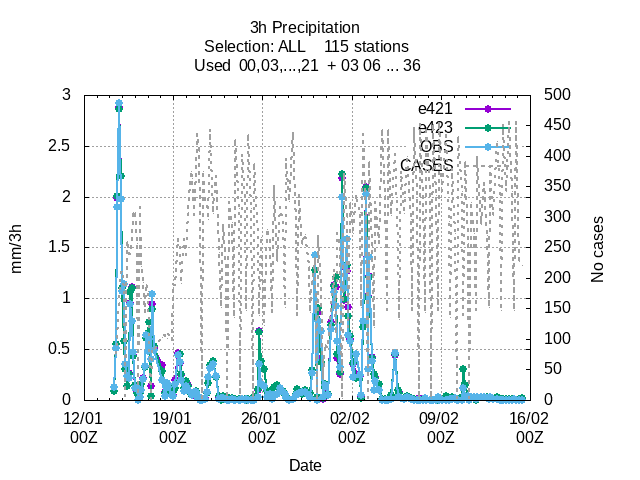 3h Precipitation
Selection: ALL 115 stations
Used 00,03,...,21 + 03 06 ... 36
3 500
e421 450
2.5 e423
OBS 400
CASES 350
2 300
1.5 250
200
1 150
0.5 100
50
0 0
mm/3h
No cases
12/01 19/01 26/01 02/02 09/02 16/02
00Z 00Z 00Z 00Z 00Z 00Z
Date